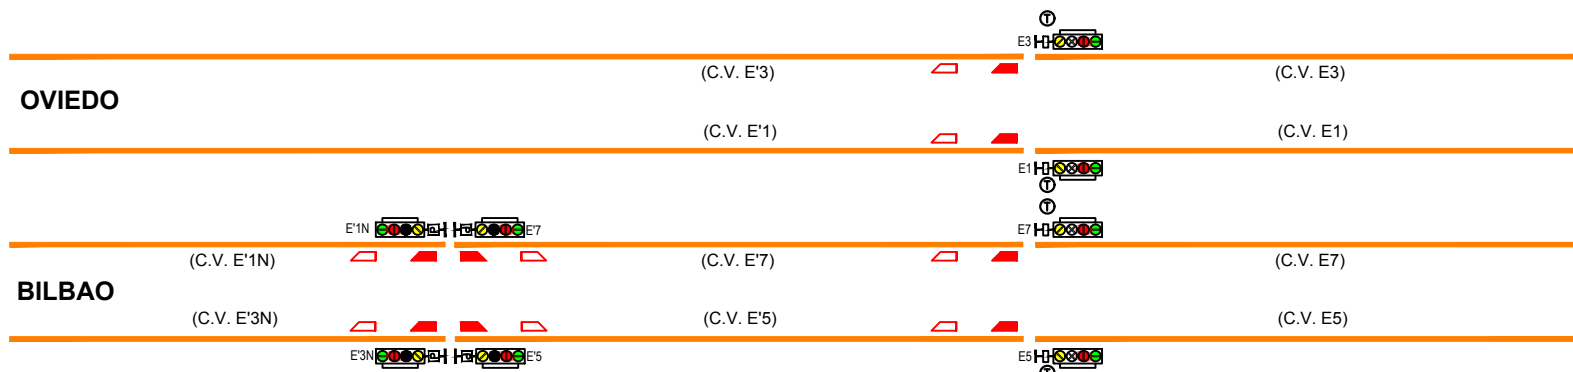 T
E3
(C.V. E'3) (C.V. E3)
OVIEDO
(C.V. E'1) (C.V. E1)
E1
T
T
E'1N E'7 E7
(C.V. E'1N) (C.V. E'7) (C.V. E7)
BILBAO
(C.V. E'3N) (C.V. E'5) (C.V. E5)
E'3N E'5 E5
T